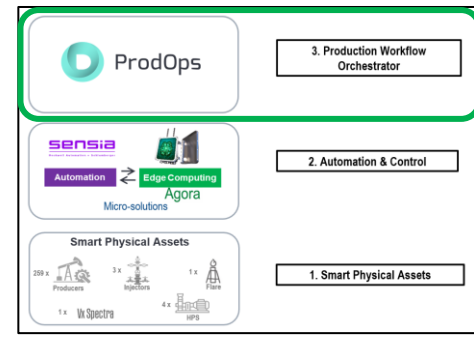 ProdOps
3. Production Workflow
Orchestrator
sensia
2. Automation & Control
Automation
Edge Computing
Agora
Micro-solutions
Smart Physical Assets
259 x
3 x
1 x
Producers
Injectors
Flare
1. Smart Physical Assets
1 x
Vx Spectra
4 x
HPS